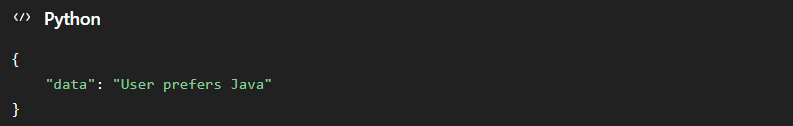 </> Python
{
    "data": "User prefers Java"
}